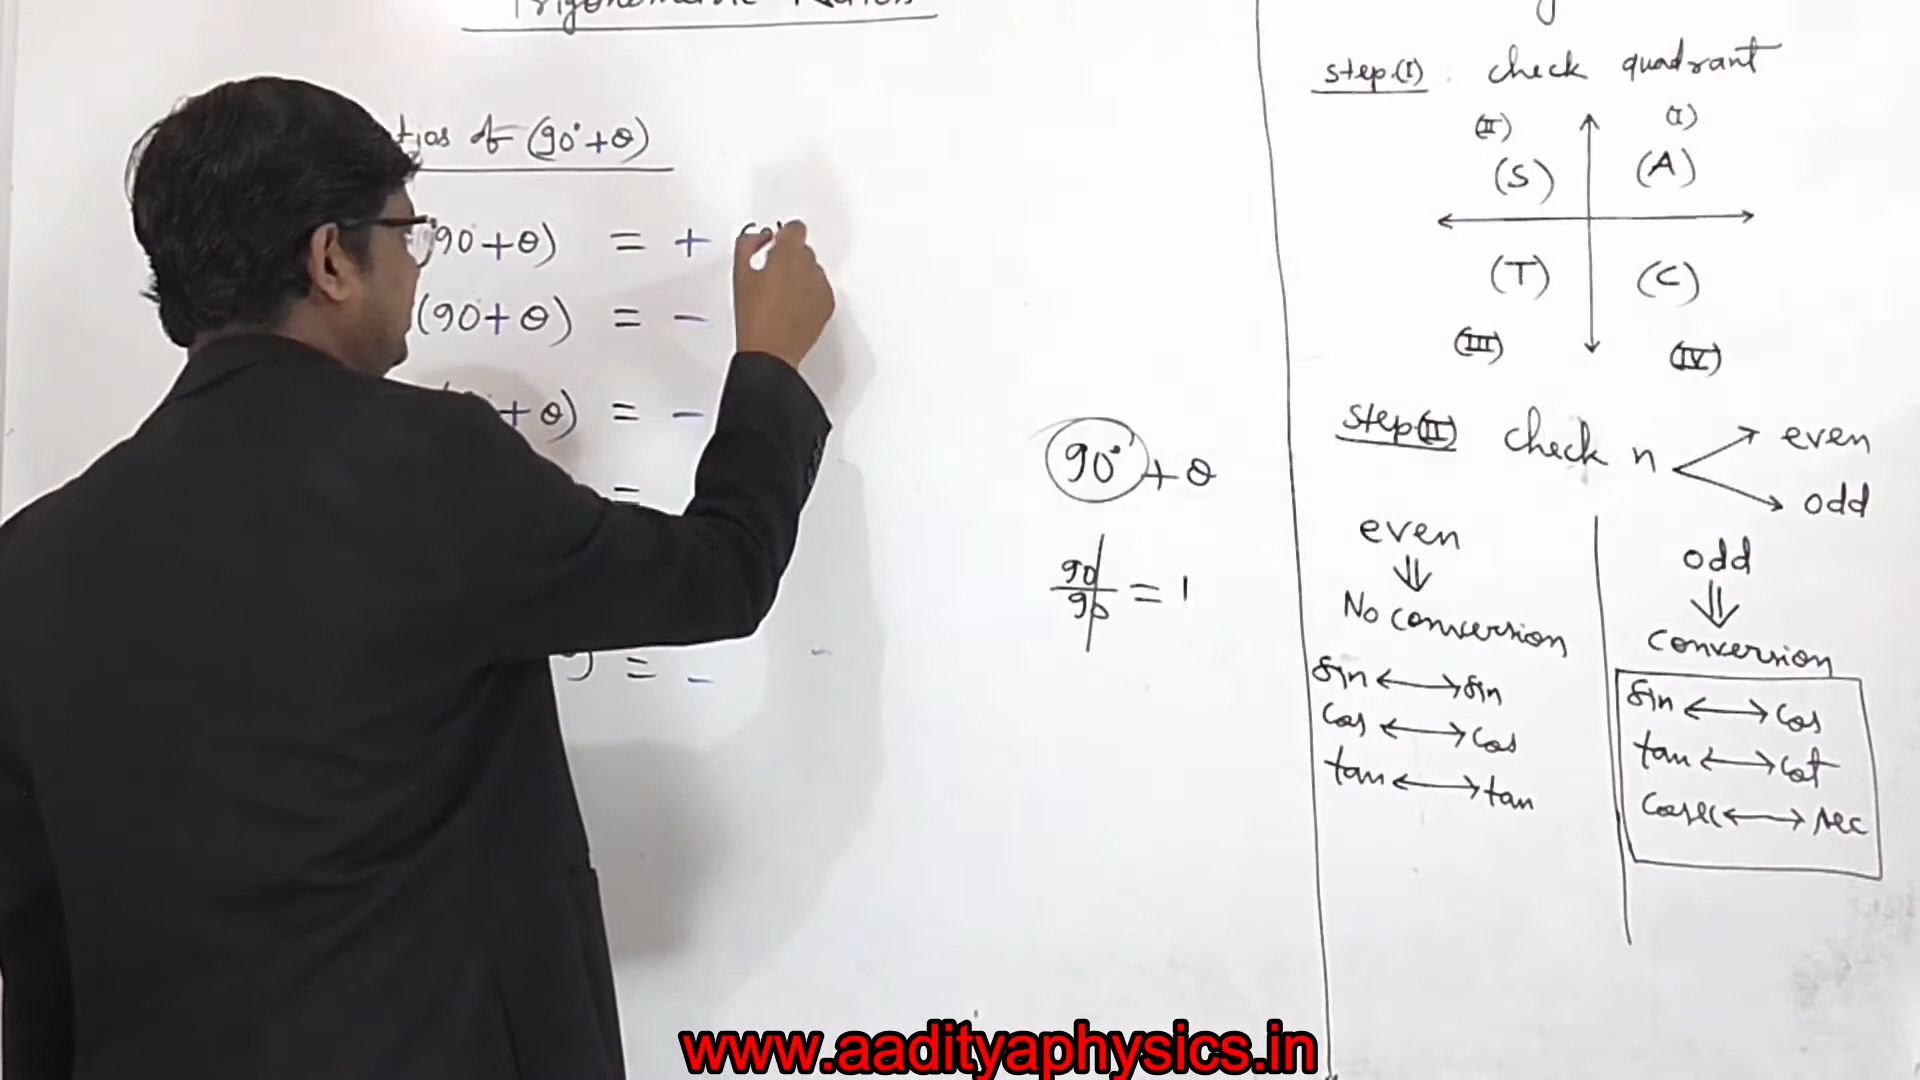 Trigonometric Ratios
of (90°+θ)
90+θ) = + cos
(90+θ) = −
+θ) = −
=
) = −
90° + θ
90/90 = 1
step.(I) : check quadrant
(II) (I)
(S) (A)
(T) (C)
(III) (IV)
step(II) check n
even
odd
even
⇓
No conversion
sin ↔ sin
cos ↔ cos
tan ↔ tan
odd
⇓
conversion
sin ↔ cos
tan ↔ cot
cosec ↔ sec
www.aadityaphysics.in